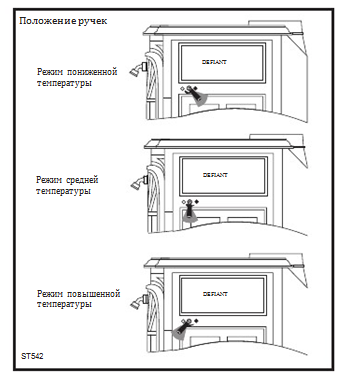 Положение ручек
DEFIANT
Режим пониженной
температуры
DEFIANT
Режим средней
температуры
DEFIANT
Режим повышенной
температуры
ST542